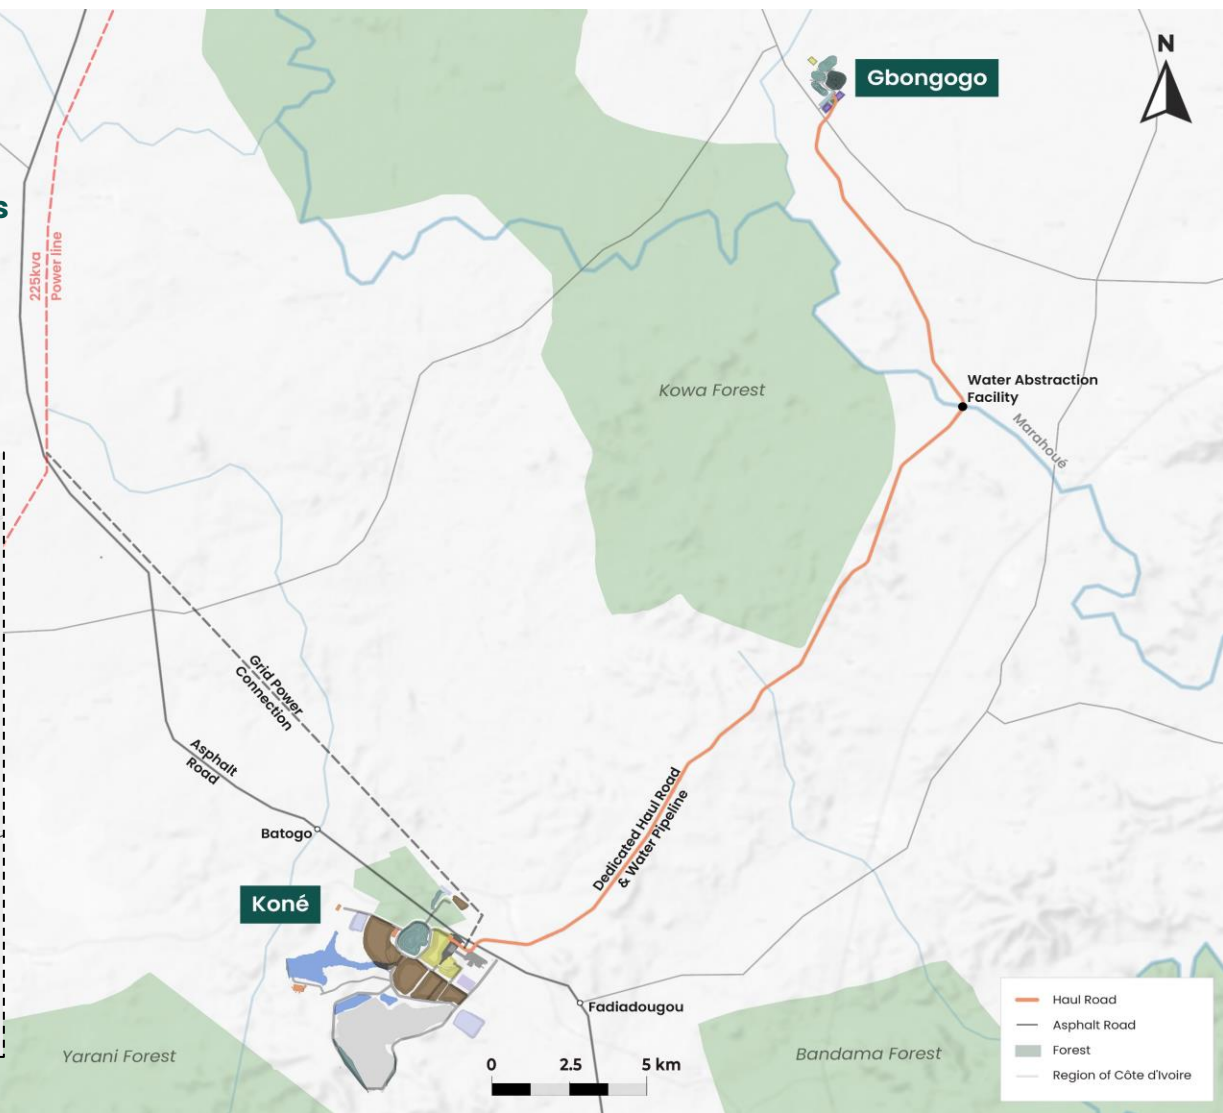 N
Gbongogo
s
225kva
Power line
Kowa Forest
Water Abstraction
Facility
Marahoué
Grid Power
Connection
Asphalt
Road
Dedicated Haul Road
& Water Pipeline
Batogo
Koné
Fadiadougou
Yarani Forest
Bandama Forest
0 2.5 5 km
Haul Road
Asphalt Road
Forest
Region of Côte d'Ivoire